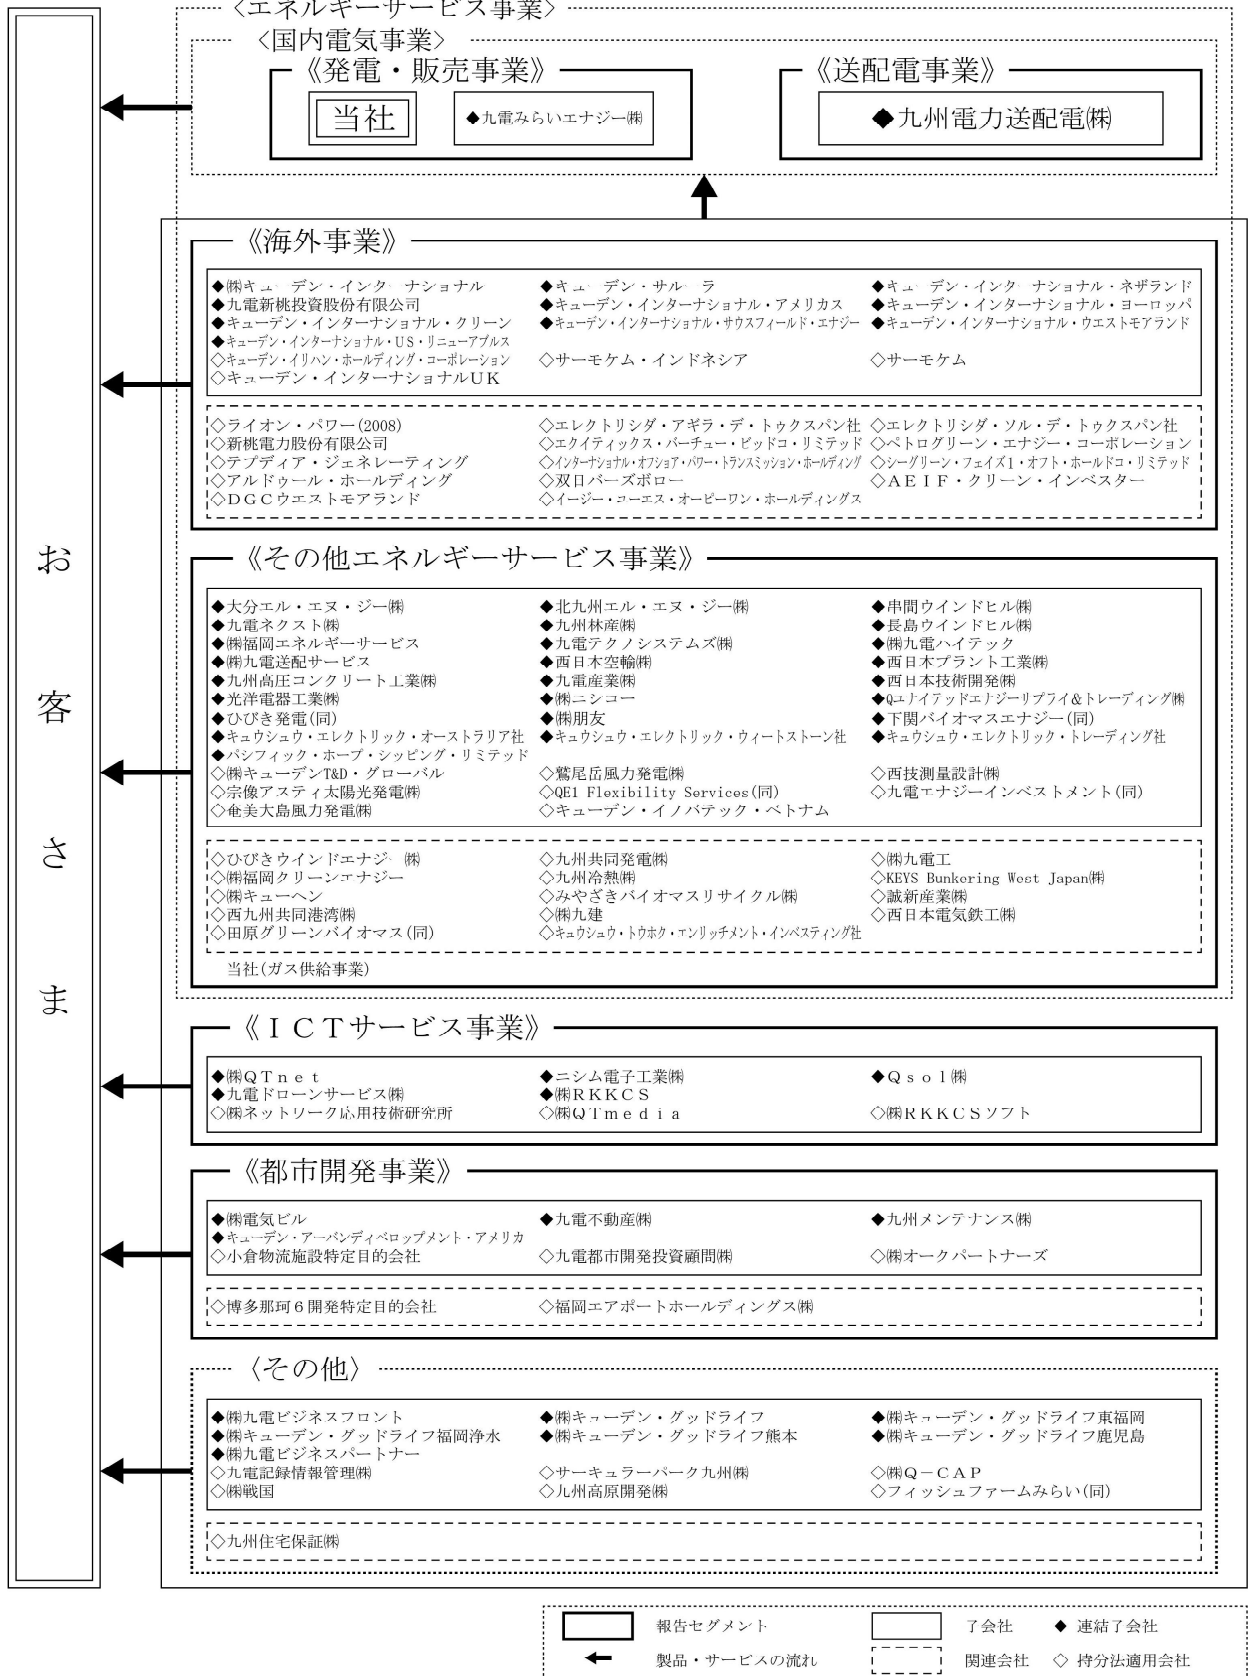 〈エネルギーサービス事業〉
〈国内電気事業〉
《発電・販売事業》 《送配電事業》
当社 ◆九電みらいエナジー㈱ ◆九州電力送配電㈱
《海外事業》
◆㈱キューデン・インターナショナル ◆キューデン・サルーラ ◆キューデン・インターナショナル・ネザランド
◆九電新桃投資股份有限公司 ◆キューデン・インターナショナル・アメリカス ◆キューデン・インターナショナル・ヨーロッパ
◆キューデン・インターナショナル・クリーン ◆キューデン・インターナショナル・サウスフィールド・エナジー ◆キューデン・インターナショナル・ウエストモアランド
◆キューデン・インターナショナル・US・リニューアブルス
◇キューデン・イリハン・ホールディング・コーポレーション ◇サーモケム・インドネシア ◇サーモケム
◇キューデン・インターナショナルUK
◇ライオン・パワー(2008) ◇エレクトリシダ・アギラ・デ・トゥクスパン社 ◇エレクトリシダ・ソル・デ・トゥクスパン社
◇新桃電力股份有限公司 ◇エクイティックス・バーチュー・ビッドコ・リミテッド ◇ペトログリーン・エナジー・コーポレーション
◇テプディア・ジェネレーティング ◇インターナショナル・オフショア・パワー・トランスミッション・ホールディング ◇シーグリーン・フェイズ1・オフト・ホールドコ・リミテッド
◇アルドゥール・ホールディング ◇双日バーズボロー ◇AEIF・クリーン・インベスター
◇DGCウエストモアランド ◇イージー・ユーエス・オーピーワン・ホールディングス
お客さま
《その他エネルギーサービス事業》
◆大分エル・エヌ・ジー㈱ ◆北九州エル・エヌ・ジー㈱ ◆串間ウインドヒル㈱
◆九電ネクスト㈱ ◆九州林産㈱ ◆長島ウインドヒル㈱
◆㈱福岡エネルギーサービス ◆九電テクノシステムズ㈱ ◆㈱九電ハイテック
◆㈱九電送配サービス ◆西日本空輸㈱ ◆西日本プラント工業㈱
◆九州高圧コンクリート工業㈱ ◆九電産業㈱ ◆西日本技術開発㈱
◆光洋電器工業㈱ ◆㈱ニシコー ◆Qユナイテッドエナジーサプライ&トレーディング㈱
◆ひびき発電(同) ◆㈱朋友 ◆下関バイオマスエナジー(同)
◆キュウシュウ・エレクトリック・オーストラリア社 ◆キュウシュウ・エレクトリック・ウィートストーン社 ◆キュウシュウ・エレクトリック・トレーディング社
◆パシフィック・ホープ・シッピング・リミテッド
◇㈱キューデンT&D・グローバル ◇鷲尾岳風力発電㈱ ◇西技測量設計㈱
◇宗像アスティ太陽光発電㈱ ◇QE1 Flexibility Services(同) ◇九電エナジーインベストメント(同)
◇奄美大島風力発電㈱ ◇キューデン・イノバテック・ベトナム
◇ひびきウインドエナジー㈱ ◇九州共同発電㈱ ◇㈱九電工
◇㈱福岡クリーンエナジー ◇九州冷熱㈱ ◇KEYS Bunkering West Japan㈱
◇㈱キューヘン ◇みやざきバイオマスリサイクル㈱ ◇誠新産業㈱
◇西九州共同港湾㈱ ◇㈱九建 ◇西日本電気鉄工㈱
◇田原グリーンバイオマス(同) ◇キュウシュウ・トウホク・エンリッチメント・インベスティング社
当社(ガス供給事業)
《ICTサービス事業》
◆㈱QTnet ◆ニシム電子工業㈱ ◆Qsol㈱
◆九電ドローンサービス㈱ ◆㈱RKKCS
◇㈱ネットワーク応用技術研究所 ◇㈱QTmedia ◇㈱RKKCSソフト
《都市開発事業》
◆㈱電気ビル ◆九電不動産㈱ ◆九州メンテナンス㈱
◆キューデン・アーバンディベロップメント・アメリカ
◇小倉物流施設特定目的会社 ◇九電都市開発投資顧問㈱ ◇㈱オークパートナーズ
◇博多那珂6開発特定目的会社 ◇福岡エアポートホールディングス㈱
〈その他〉
◆㈱九電ビジネスフロント ◆㈱キューデン・グッドライフ ◆㈱キューデン・グッドライフ東福岡
◆㈱キューデン・グッドライフ福岡浄水 ◆㈱キューデン・グッドライフ熊本 ◆㈱キューデン・グッドライフ鹿児島
◆㈱九電ビジネスパートナー
◇九電記録情報管理㈱ ◇サーキュラーパーク九州㈱ ◇㈱Q−CAP
◇㈱戦国 ◇九州高原開発㈱ ◇フィッシュファームみらい(同)
◇九州住宅保証㈱
報告セグメント 子会社 ◆ 連結子会社
製品・サービスの流れ 関連会社 ◇ 持分法適用会社